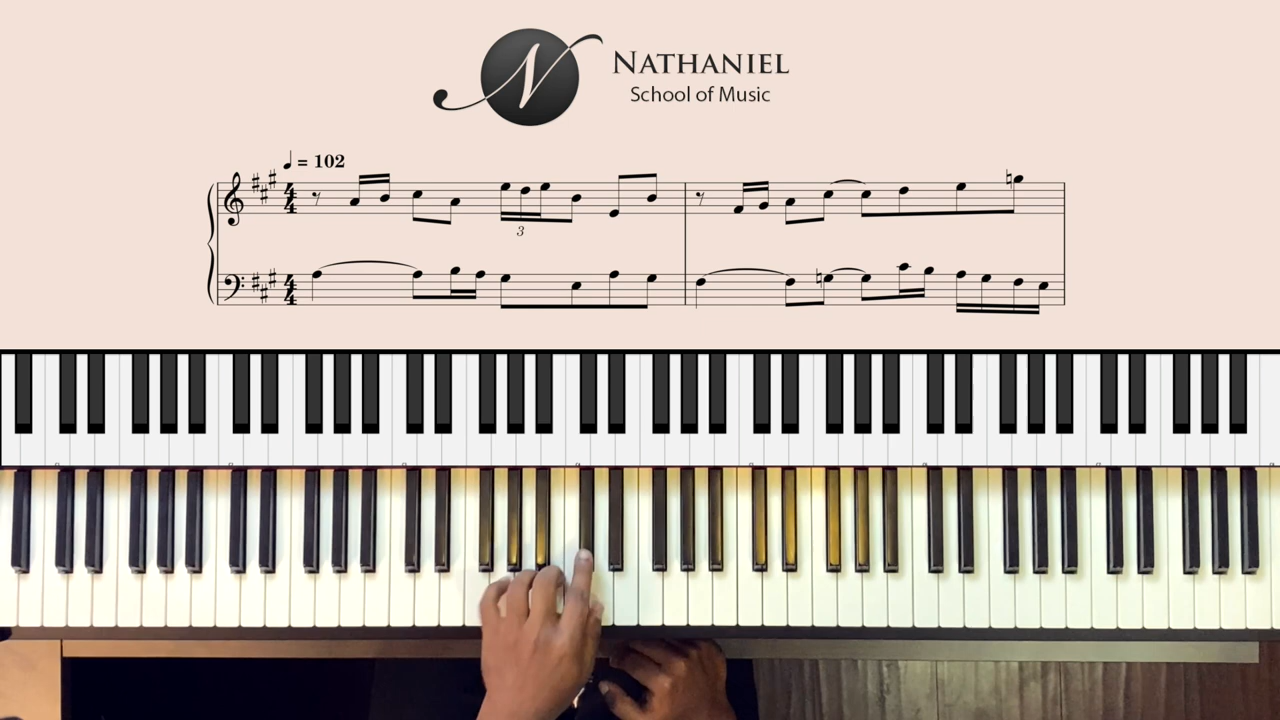 NATHANIEL
School of Music
♩ = 102
3